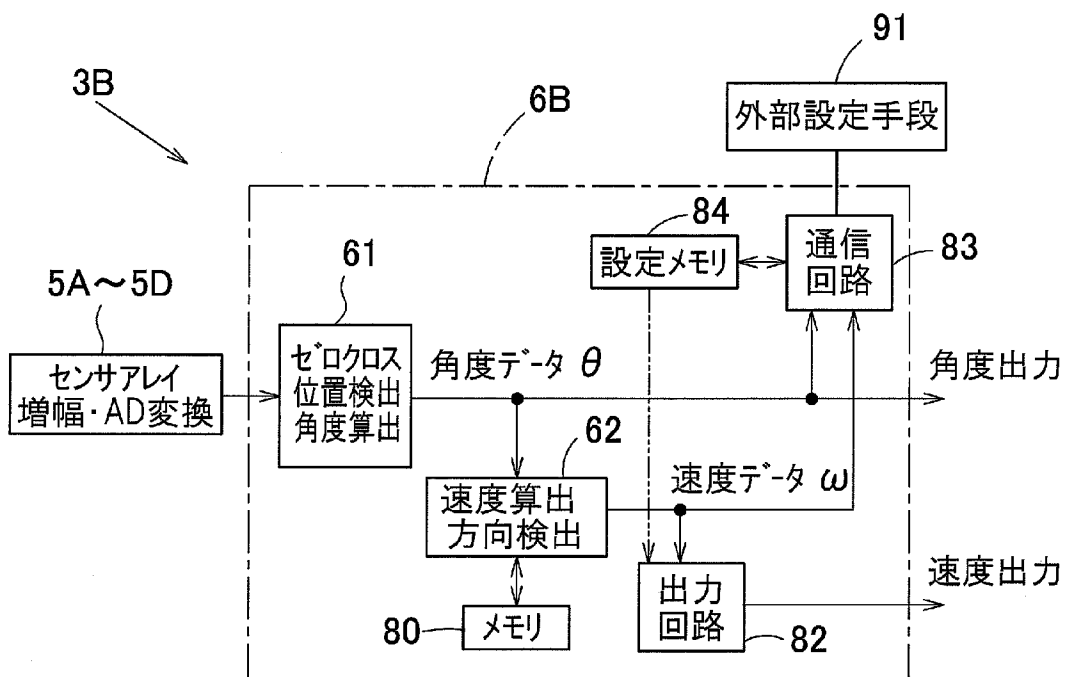 91
3B
6B
外部設定手段
84
通信
回路
83
設定メモリ
61
5A～5D
ｾﾞロクロス
位置検出
角度算出
角度データ θ
角度出力
センサアレイ
増幅・AD変換
62
速度データ ω
速度算出
方向検出
速度出力
出力
回路
82
80
メモリ